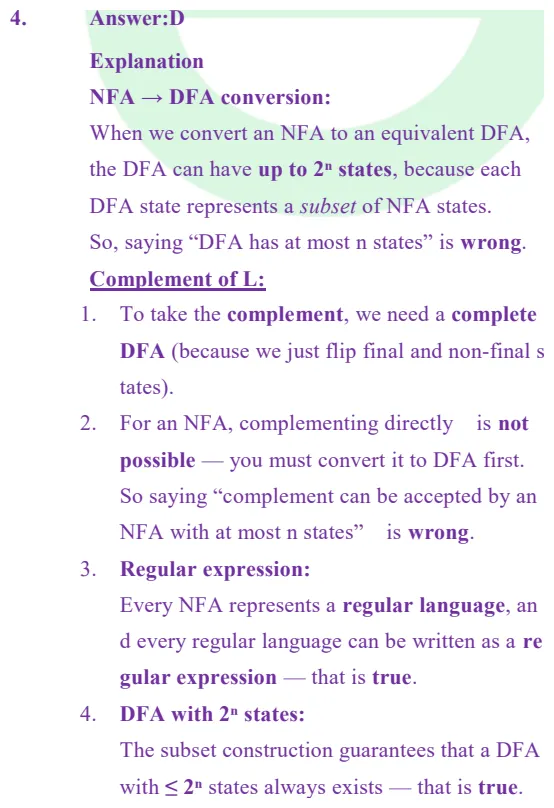 4. Answer:D
Explanation
NFA → DFA conversion:
When we convert an NFA to an equivalent DFA,
the DFA can have up to 2ⁿ states, because each
DFA state represents a subset of NFA states.
So, saying “DFA has at most n states” is wrong.
Complement of L:
1. To take the complement, we need a complete
DFA (because we just flip final and non-final s
tates).
2. For an NFA, complementing directly is not
possible — you must convert it to DFA first.
So saying “complement can be accepted by an
NFA with at most n states” is wrong.
3. Regular expression:
Every NFA represents a regular language, an
d every regular language can be written as a re
gular expression — that is true.
4. DFA with 2ⁿ states:
The subset construction guarantees that a DFA
with ≤ 2ⁿ states always exists — that is true.